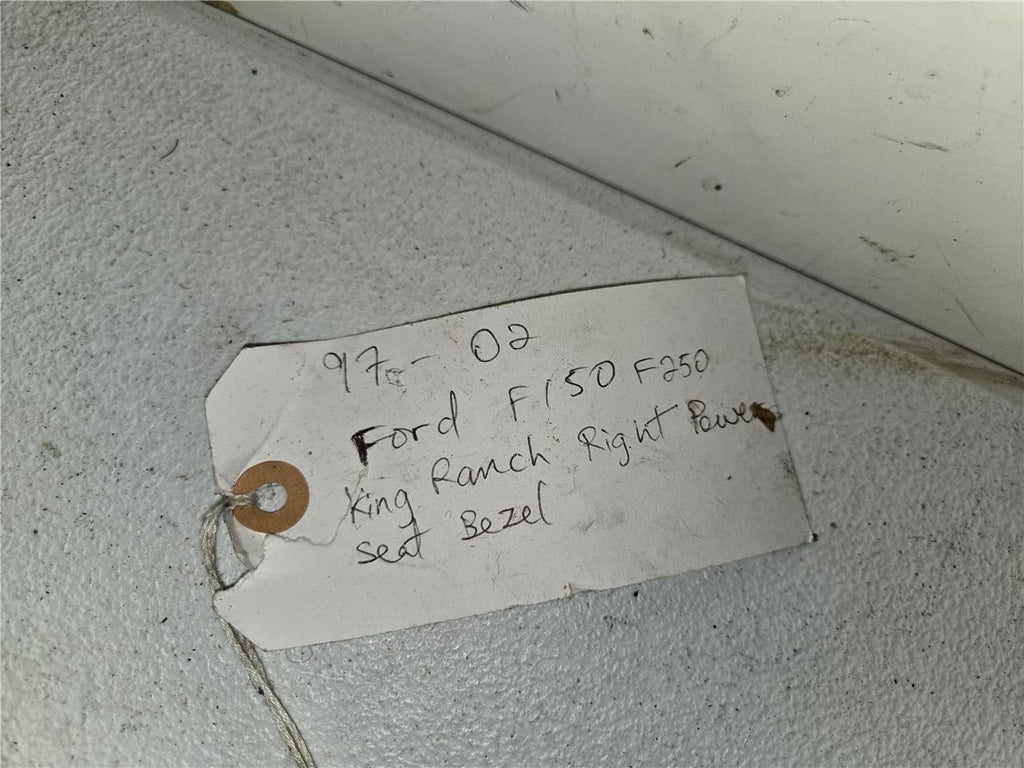 97 - 02
Ford F150 F250
King Ranch Right Power
Seat Bezel